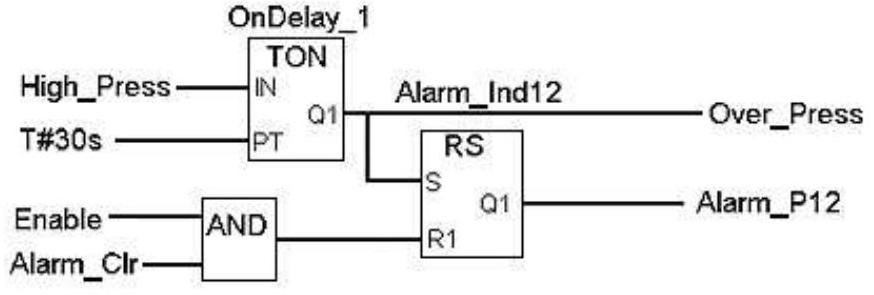 OnDelay_1
TON
High_Press
IN
Q1
Alarm_Ind12
Over_Press
T#30s
PT
RS
S
Q1
Alarm_P12
Enable
AND
R1
Alarm_Clr